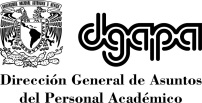 dgapa
Dirección General de Asuntos
del Personal Académico